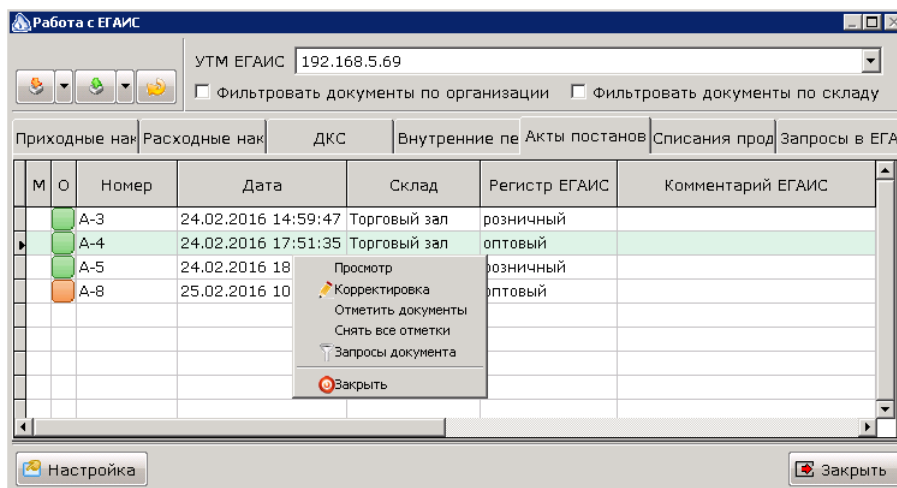 Работа с ЕГАИС
УТМ ЕГАИС 192.168.5.69
Фильтровать документы по организации Фильтровать документы по складу
Приходные нак Расходные нак ДКС Внутренние пе Акты постанов Списания прод Запросы в ЕГА
М О Номер Дата Склад Регистр ЕГАИС Комментарий ЕГАИС
А-3 24.02.2016 14:59:47 Торговый зал розничный
А-4 24.02.2016 17:51:35 Торговый зал оптовый
А-5 24.02.2016 18 розничный
А-8 25.02.2016 10 оптовый
Просмотр
Корректировка
Отметить документы
Снять все отметки
Запросы документа
Закрыть
Настройка Закрыть